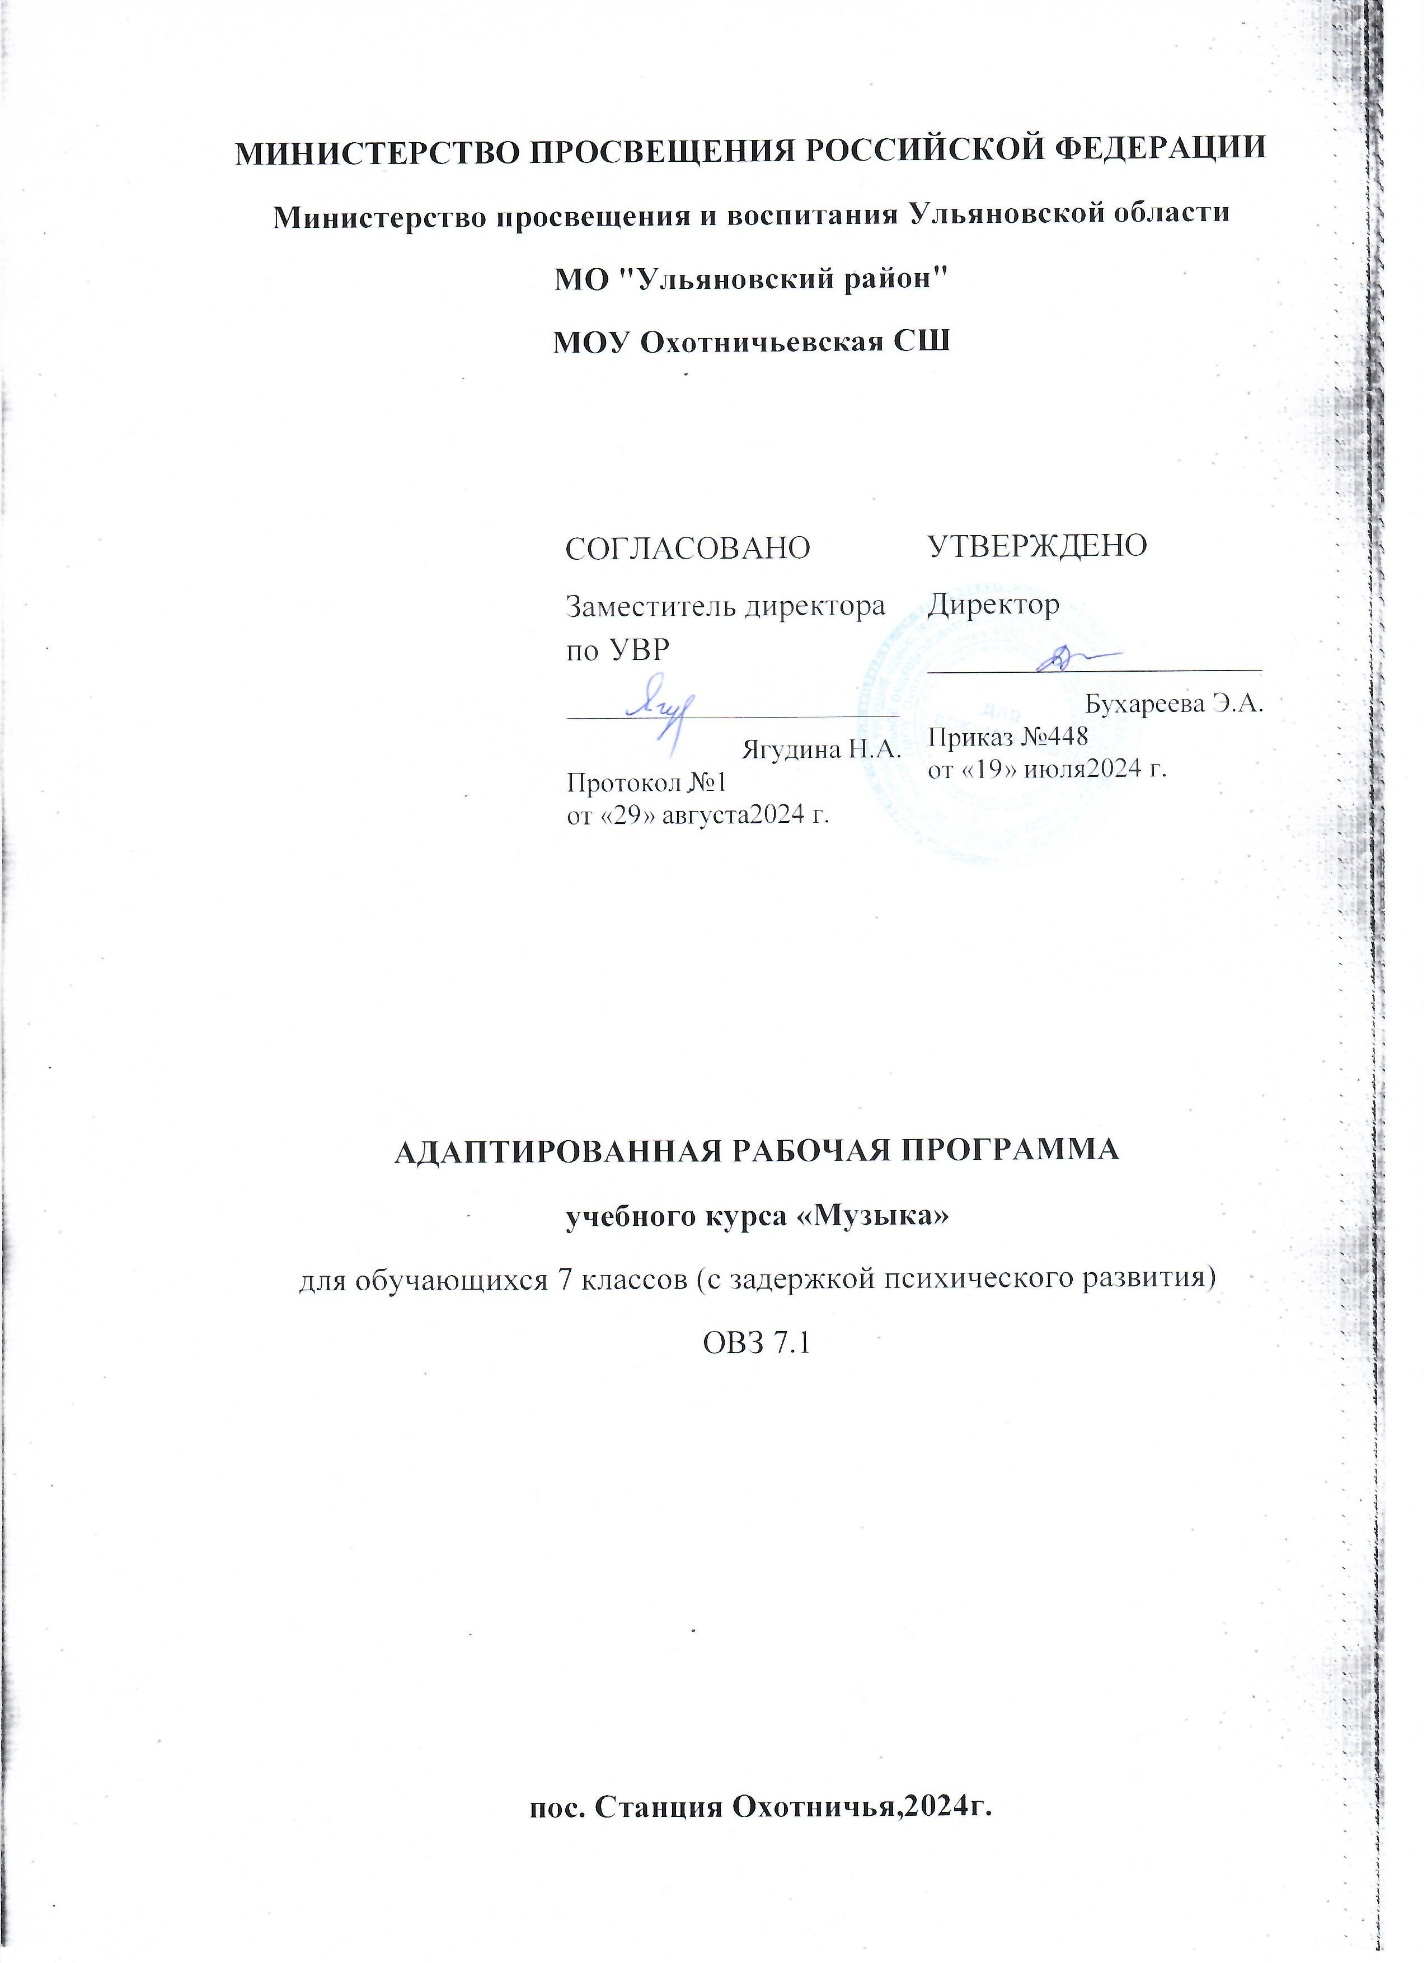 МИНИСТЕРСТВО ПРОСВЕЩЕНИЯ РОССИЙСКОЙ ФЕДЕРАЦИИ
Министерство просвещения и воспитания Ульяновской области
МО "Ульяновский район"
МОУ Охотничьевская СШ
СОГЛАСОВАНО
Заместитель директора
по УВР
Ягудина Н.А.
Протокол №1
от «29» августа2024 г.
УТВЕРЖДЕНО
Директор
Бухареева Э.А.
Приказ №448
от «19» июля2024 г.
АДАПТИРОВАННАЯ РАБОЧАЯ ПРОГРАММА
учебного курса «Музыка»
для обучающихся 7 классов (с задержкой психического развития)
ОВЗ 7.1
пос. Станция Охотничья,2024г.